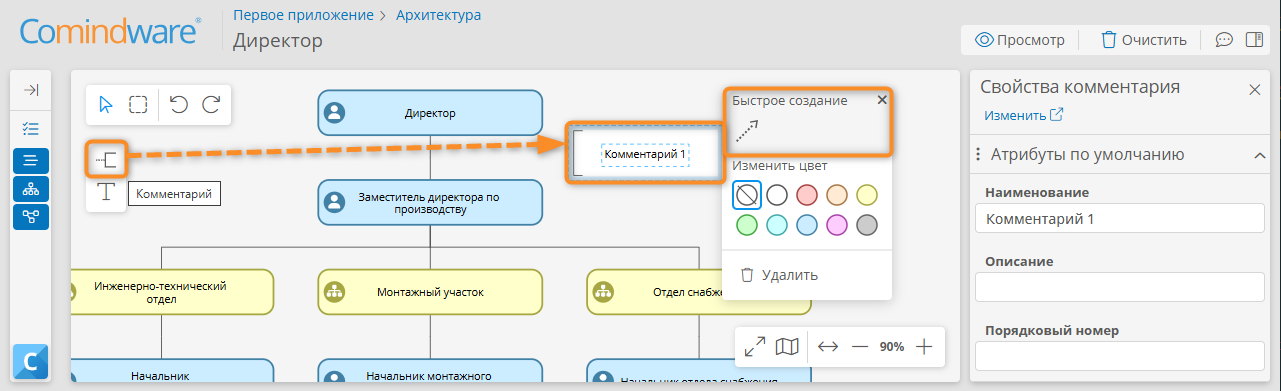 Comindware®
Первое приложение > Архитектура
Директор
Просмотр
Очистить
Директор
Быстрое создание
Комментарий 1
Изменить цвет
Комментарий
Заместитель директора по
производству
Удалить
Инженерно-технический
отдел
Монтажный участок
Отдел снабже
90%
Начальник
Начальник монтажного
Начальник отдела снабжения
C
Свойства комментария
Изменить
Атрибуты по умолчанию
Наименование
Комментарий 1
Описание
Порядковый номер